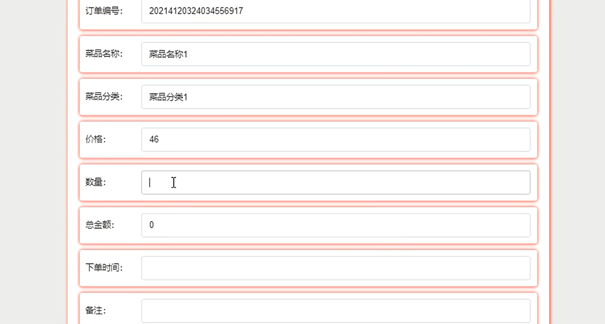 订单编号： 20214120324034556917
菜品名称： 菜品名称1
菜品分类： 菜品分类1
价格： 46
数量：
总金额： 0
下单时间：
备注：